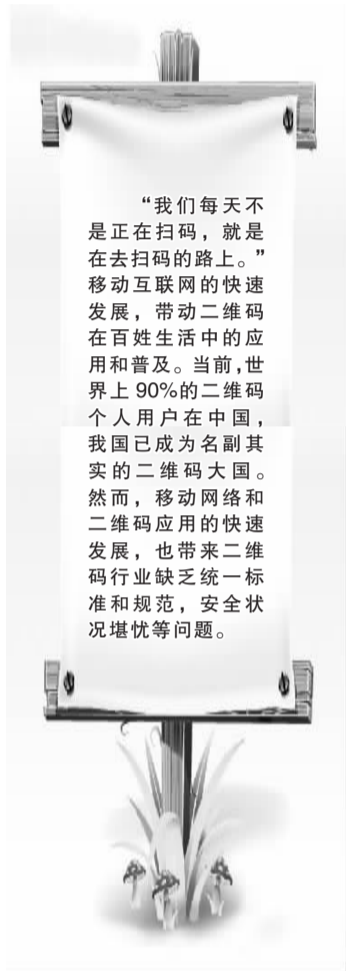 “我们每天不
是正在扫码，就是
在去扫码的路上。”
移动互联网的快速
发展，带动二维码
在百姓生活中的应
用和普及。当前，世
界上90%的二维码
个人用户在中国，
我国已成为名副其
实的二维码大国。
然而，移动网络和
二维码应用的快速
发展，也带来二维
码行业缺乏统一标
准和规范，安全状
况堪忧等问题。